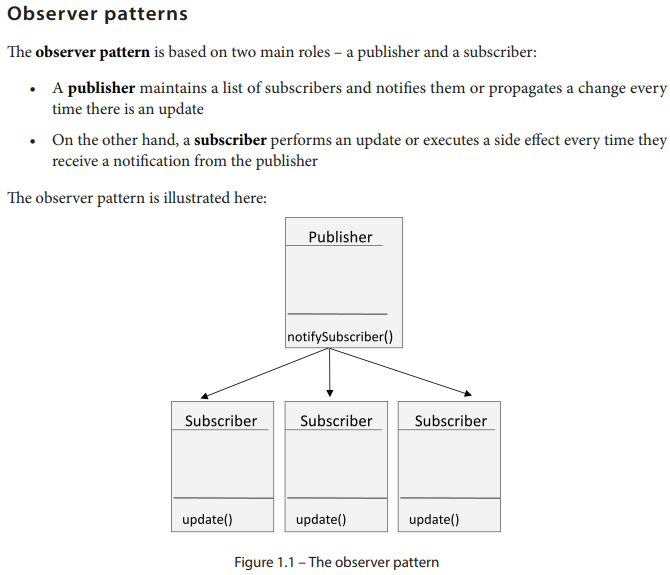 Observer patterns
The observer pattern is based on two main roles – a publisher and a subscriber:
• A publisher maintains a list of subscribers and notifies them or propagates a change every
time there is an update
• On the other hand, a subscriber performs an update or executes a side effect every time they
receive a notification from the publisher
The observer pattern is illustrated here:
Publisher
notifySubscriber()
Subscriber Subscriber Subscriber
update() update() update()
Figure 1.1 – The observer pattern